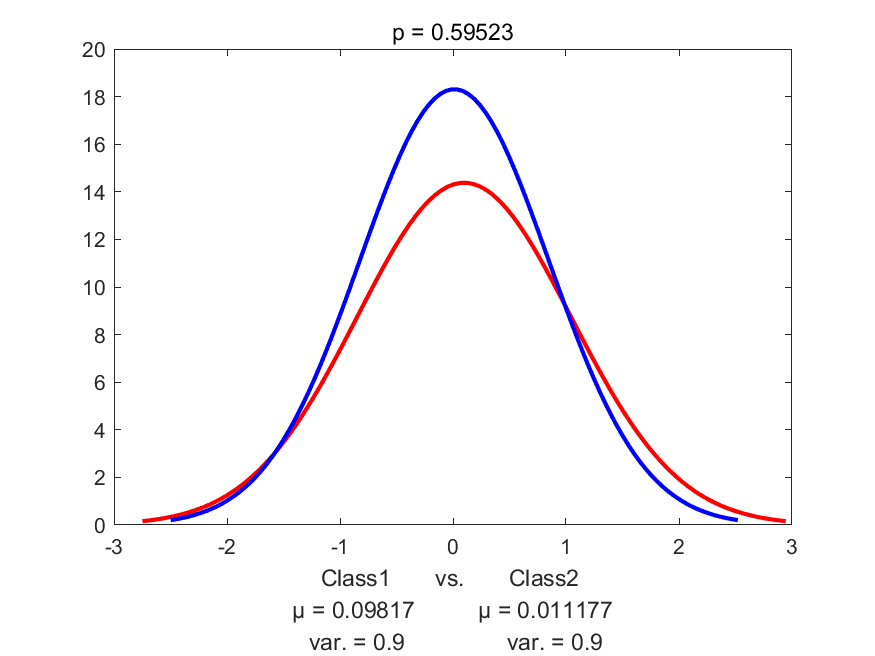 p = 0.59523
20
18
16
14
12
10
8
6
4
2
0
-3 -2 -1 0 1 2 3
Class1 vs. Class2
μ = 0.09817 μ = 0.011177
var. = 0.9 var. = 0.9